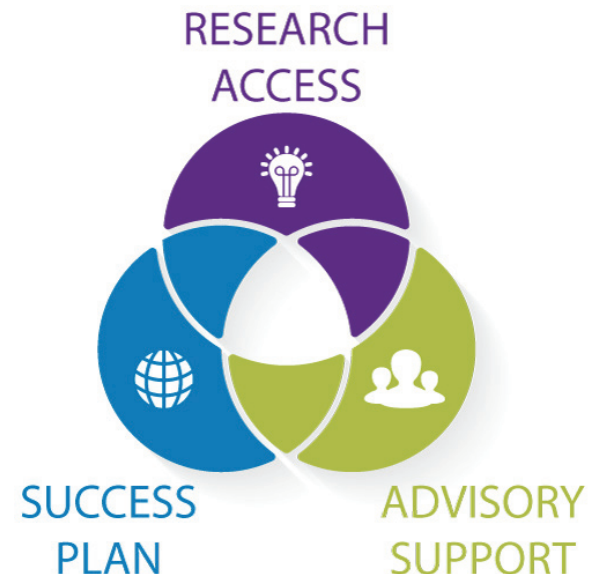 RESEARCH
ACCESS
SUCCESS
PLAN
ADVISORY
SUPPORT